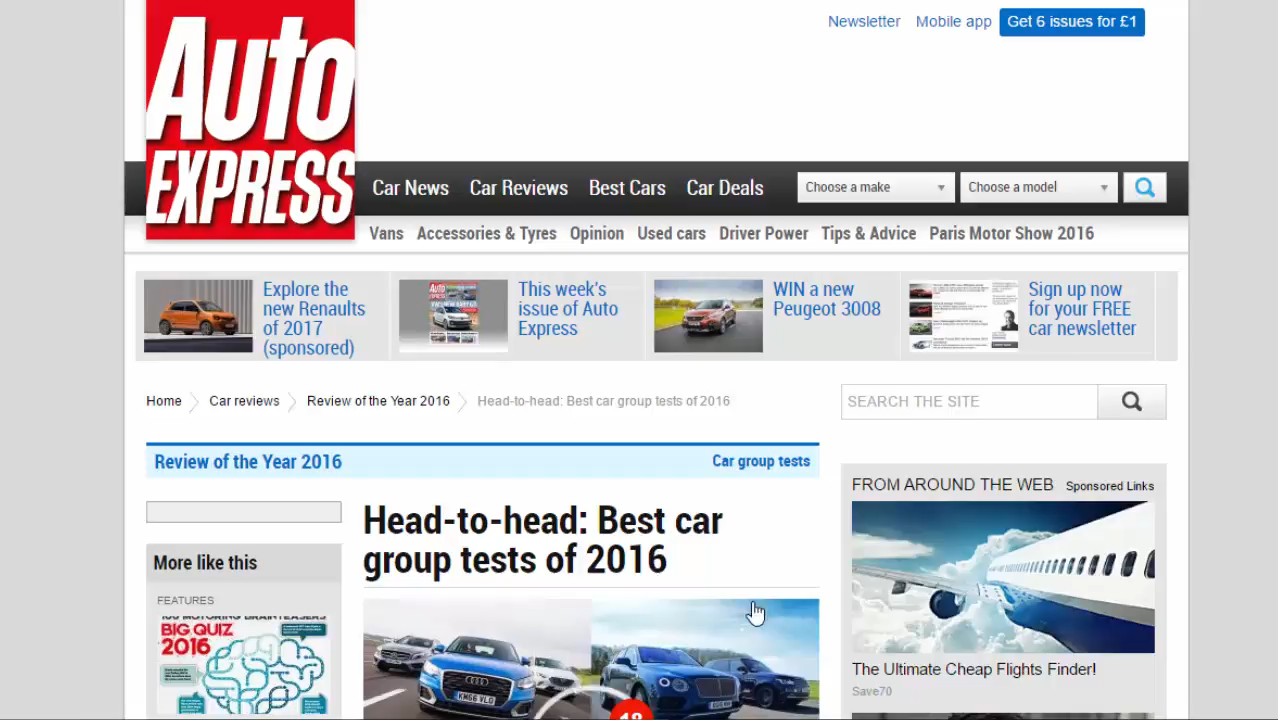 Auto
EXPRESS
Newsletter Mobile app Get 6 issues for £1
Car News Car Reviews Best Cars Car Deals Choose a make Choose a model
Vans Accessories & Tyres Opinion Used cars Driver Power Tips & Advice Paris Motor Show 2016
Explore the
new Renaults
of 2017
(sponsored)
This week's
issue of Auto
Express
WIN a new
Peugeot 3008
Sign up now
for your FREE
car newsletter
Home Car reviews Review of the Year 2016 Head-to-head: Best car group tests of 2016
SEARCH THE SITE
Review of the Year 2016 Car group tests
Head-to-head: Best car
group tests of 2016
More like this
FEATURES
BIG QUIZ
2016
KM66 VLO
18
FROM AROUND THE WEB Sponsored Links
The Ultimate Cheap Flights Finder!
Save70